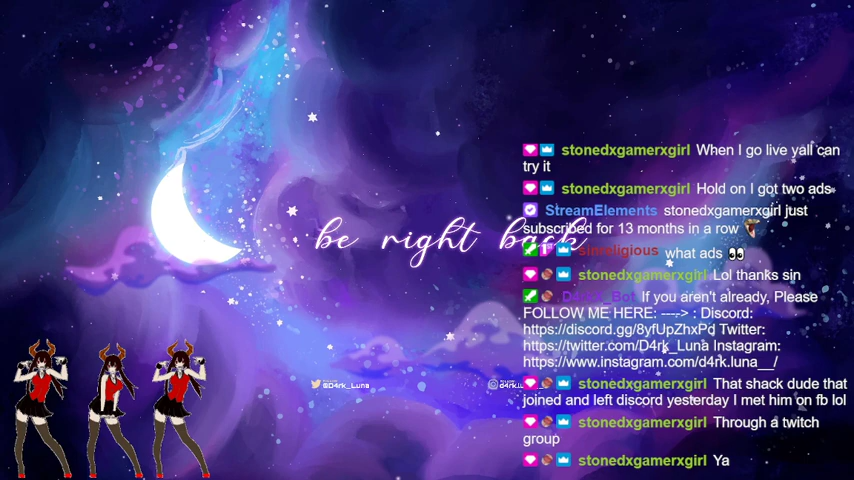 stonedxgamerxgirl When I go live yall can
try it
stonedxgamerxgirl Hold on I got two ads
StreamElements stonedxgamerxgirl just
subscribed for 13 months in a row
be right back
sinreligious what ads 👀
stonedxgamerxgirl Lol thanks sin
If you aren't already, Please
FOLLOW ME HERE: ----> : Discord:
https://discord.gg/8yfUpZhxPd Twitter:
https://twitter.com/D4rk_Luna Instagram:
https://www.instagram.com/d4rk.luna__/
@D4rk_Luna
stonedxgamerxgirl That shack dude that
joined and left discord yesterday I met him on fb lol
stonedxgamerxgirl Through a twitch
group
stonedxgamerxgirl Ya